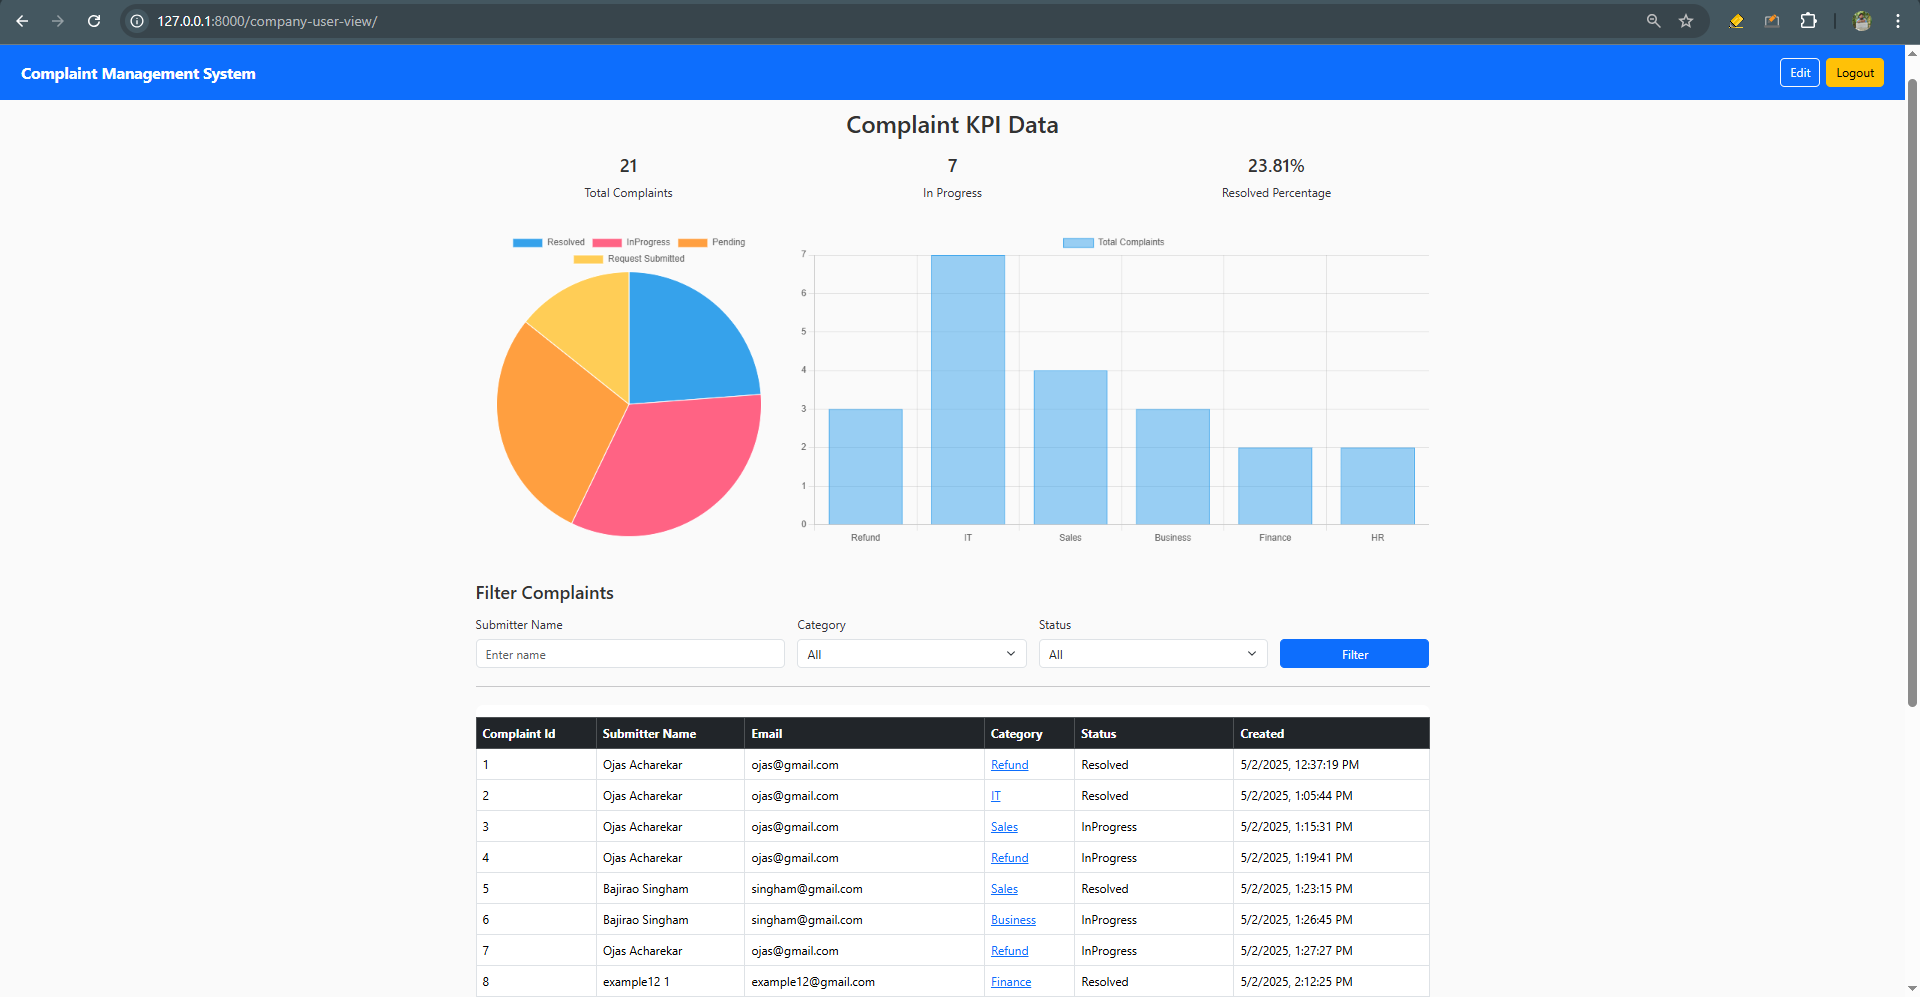 127.0.0.1:8000/company-user-view/
Complaint Management System
Edit
Logout
Complaint KPI Data
21
Total Complaints
7
In Progress
23.81%
Resolved Percentage
Resolved InProgress Pending
Request Submitted
Total Complaints
7
6
5
4
3
2
1
0
Refund IT Sales Business Finance HR
Filter Complaints
Submitter Name Category Status
Enter name All All Filter
Complaint Id Submitter Name Email Category Status Created
1 Ojas Acharekar ojas@gmail.com Refund Resolved 5/2/2025, 12:37:19 PM
2 Ojas Acharekar ojas@gmail.com IT Resolved 5/2/2025, 1:05:44 PM
3 Ojas Acharekar ojas@gmail.com Sales InProgress 5/2/2025, 1:15:31 PM
4 Ojas Acharekar ojas@gmail.com Refund InProgress 5/2/2025, 1:19:41 PM
5 Bajirao Singham singham@gmail.com Sales Resolved 5/2/2025, 1:23:15 PM
6 Bajirao Singham singham@gmail.com Business InProgress 5/2/2025, 1:26:45 PM
7 Ojas Acharekar ojas@gmail.com Refund InProgress 5/2/2025, 1:27:27 PM
8 example12 1 example12@gmail.com Finance Resolved 5/2/2025, 2:12:25 PM